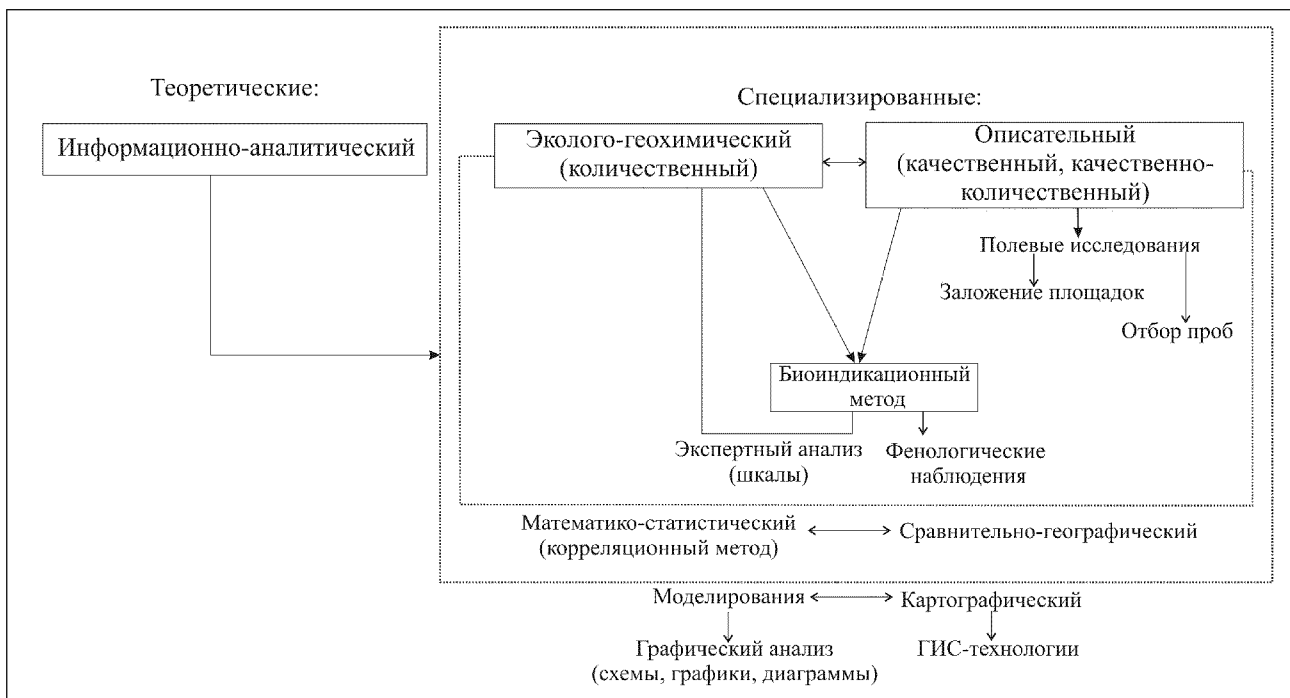 Теоретические:
Информационно-аналитический
Специализированные:
Эколого-геохимический
(количественный)
Описательный
(качественный, качественно-
количественный)
Полевые исследования
Заложение площадок
Отбор проб
Биоиндикационный
метод
Экспертный анализ
(шкалы)
Фенологические
наблюдения
Математико-статистический
(корреляционный метод)
Сравнительно-географический
Моделирования
Картографический
Графический анализ
(схемы, графики, диаграммы)
ГИС-технологии